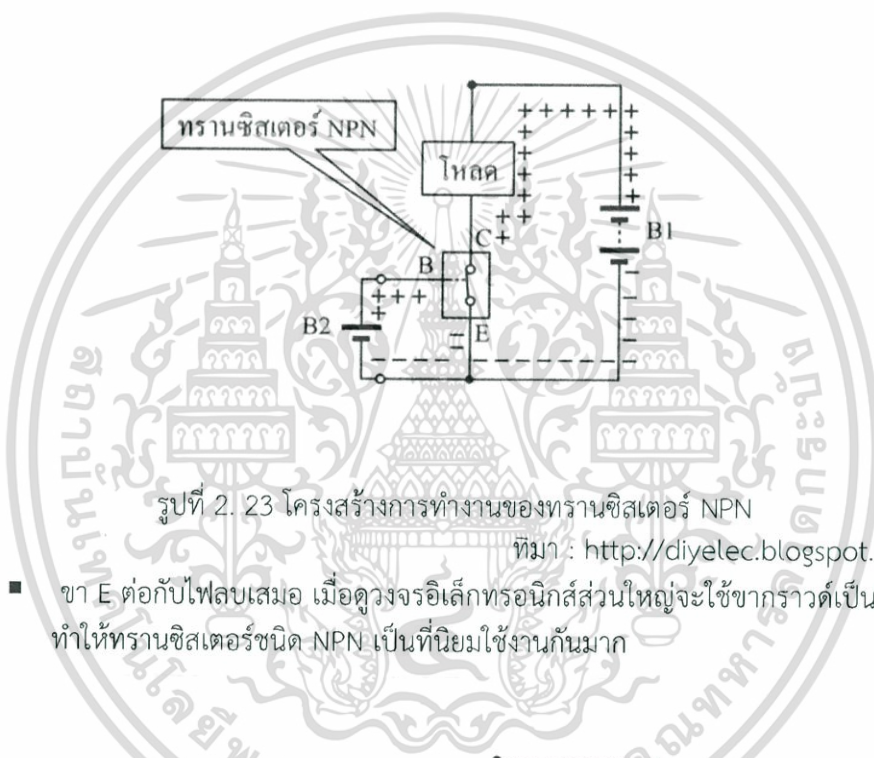 ทรานซิสเตอร์ NPN
โหลด
B1
C
B
B2
E
รูปที่ 2. 23 โครงสร้างการทำงานของทรานซิสเตอร์ NPN
ที่มา : http://diyelec.blogspot.
■ ขา E ต่อกับไฟลบเสมอ เมื่อดูวงจรอิเล็กทรอนิกส์ส่วนใหญ่จะใช้ขากราวด์เป็น
ทำให้ทรานซิสเตอร์ชนิด NPN เป็นที่นิยมใช้งานกันมาก